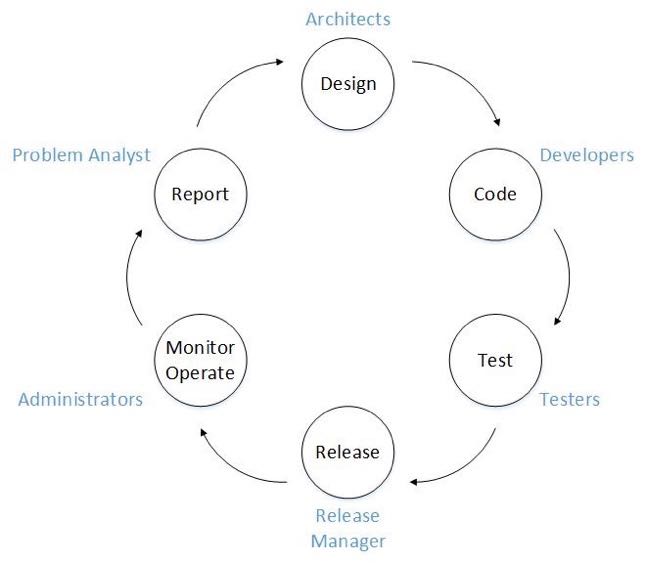 Architects
Design
Problem Analyst
Developers
Report
Code
Monitor
Operate
Test
Administrators
Testers
Release
Release
Manager